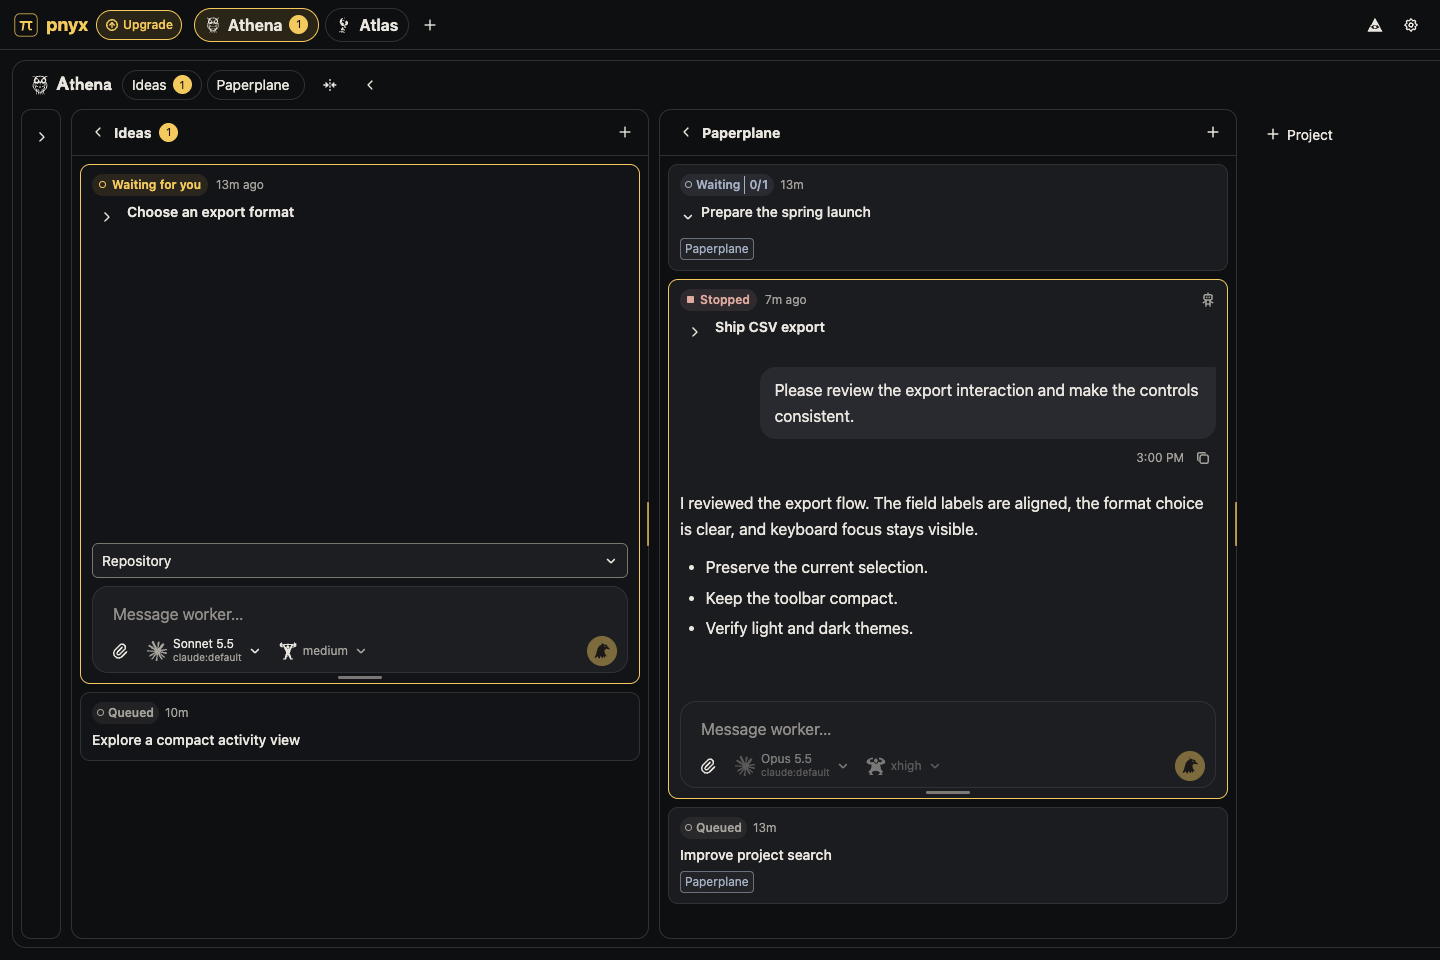 π pnyx
Upgrade
Athena 1
Atlas
Athena
Ideas 1
Paperplane
Ideas 1
Waiting for you 13m ago
Choose an export format
Repository
Message worker...
Sonnet 5.5
claude:default
medium
Queued 10m
Explore a compact activity view
Paperplane
Waiting 0/1 13m
Prepare the spring launch
Paperplane
Stopped 7m ago
Ship CSV export
Please review the export interaction and make the controls
consistent.
3:00 PM
I reviewed the export flow. The field labels are aligned, the format choice
is clear, and keyboard focus stays visible.
• Preserve the current selection.
• Keep the toolbar compact.
• Verify light and dark themes.
Message worker...
Opus 5.5
claude:default
xhigh
Queued 13m
Improve project search
Paperplane
+ Project